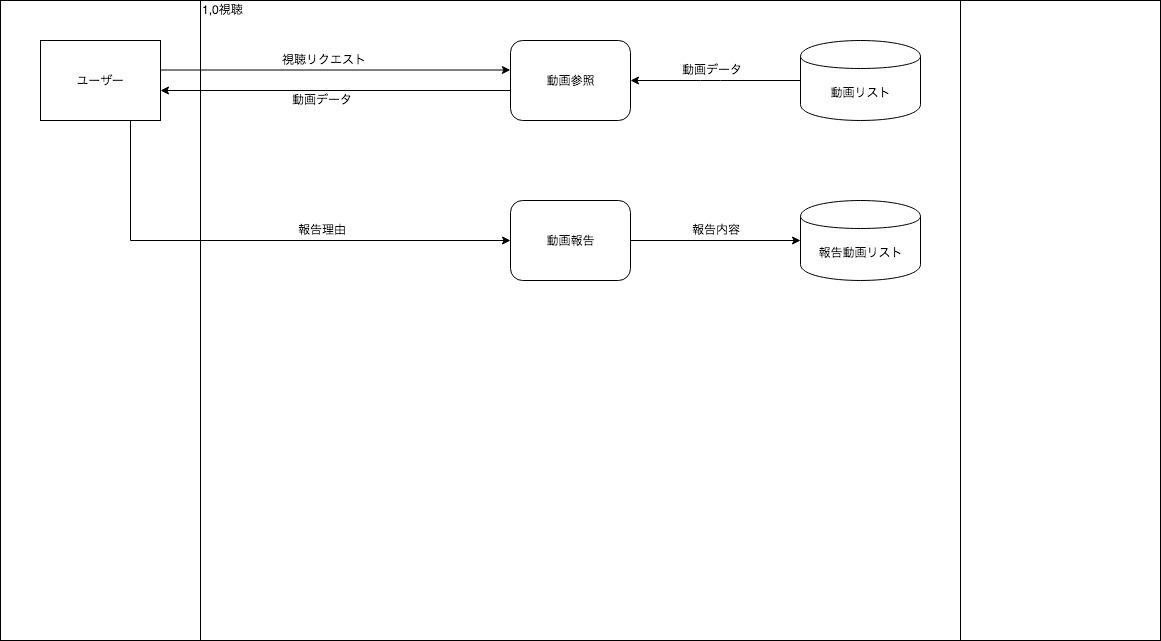 1,0視聴
ユーザー
視聴リクエスト
動画データ
動画参照
動画データ
動画リスト
報告理由
動画報告
報告内容
報告動画リスト